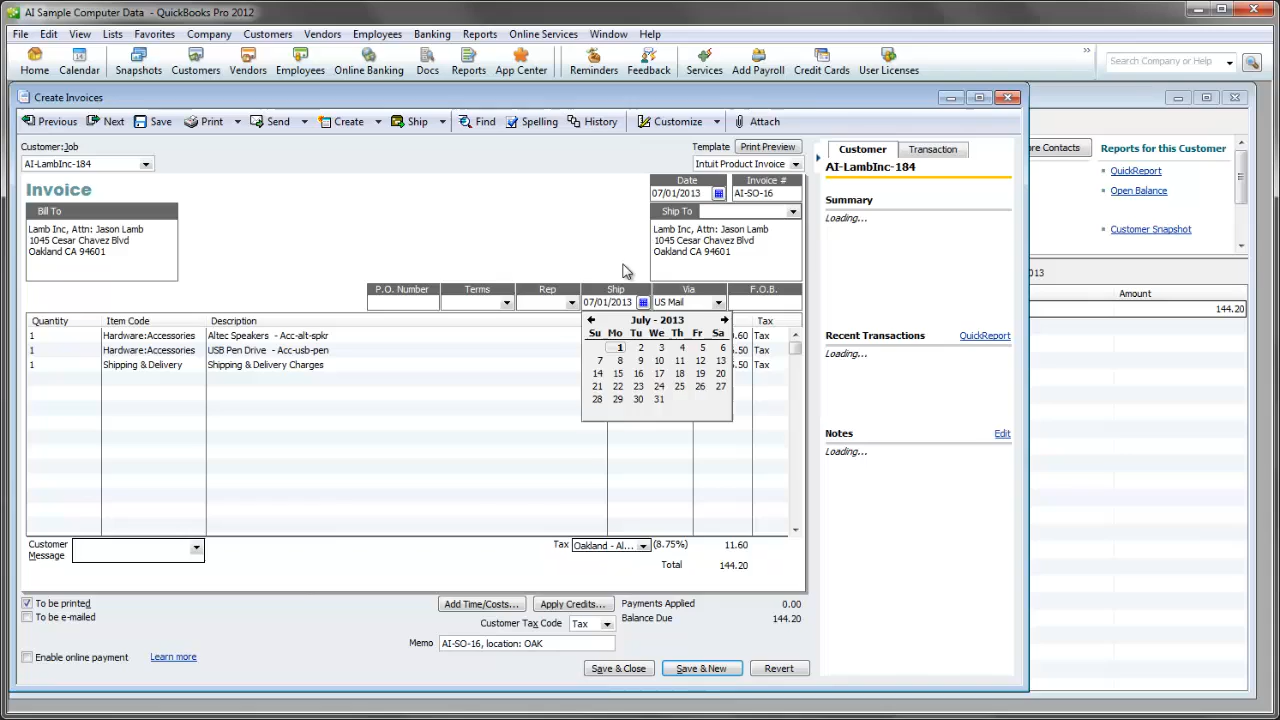 AI Sample Computer Data - QuickBooks Pro 2012
File Edit View Lists Favorites Company Customers Vendors Employees Banking Reports Online Services Window Help
Home Calendar Snapshots Customers Vendors Employees Online Banking Docs Reports App Center Reminders Feedback Services Add Payroll Credit Cards User Licenses Search Company or Help
Create Invoices
Previous Next Save Print Send Create Ship Find Spelling History Customize Attach
Customer:Job
AI-LambInc-184
Template Print Preview
Intuit Product Invoice
Invoice
Date Invoice #
07/01/2013 AI-SO-16
Bill To
Lamb Inc, Attn: Jason Lamb
1045 Cesar Chavez Blvd
Oakland CA 94601
Ship To
Lamb Inc, Attn: Jason Lamb
1045 Cesar Chavez Blvd
Oakland CA 94601
P.O. Number Terms Rep Ship Via F.O.B.
07/01/2013 US Mail
Quantity Item Code Description Tax
1 Hardware:Accessories Altec Speakers - Acc-alt-spkr .60 Tax
1 Hardware:Accessories USB Pen Drive - Acc-usb-pen .50 Tax
1 Shipping & Delivery Shipping & Delivery Charges .50 Tax
July - 2013
Su Mo Tu We Th Fr Sa
1 2 3 4 5 6
7 8 9 10 11 12 13
14 15 16 17 18 19 20
21 22 23 24 25 26 27
28 29 30 31
Customer
Message
Tax Oakland - AI... (8.75%) 11.60
Total 144.20
To be printed
To be e-mailed
Add Time/Costs... Apply Credits... Payments Applied 0.00
Balance Due 144.20
Customer Tax Code Tax
Memo AI-SO-16, location: OAK
Enable online payment Learn more
Save & Close Save & New Revert
Customer Transaction
AI-LambInc-184
Summary
Loading...
Recent Transactions QuickReport
Loading...
Notes Edit
Loading...
re Contacts
Reports for this Customer
QuickReport
Open Balance
Customer Snapshot
013
Amount
144.20